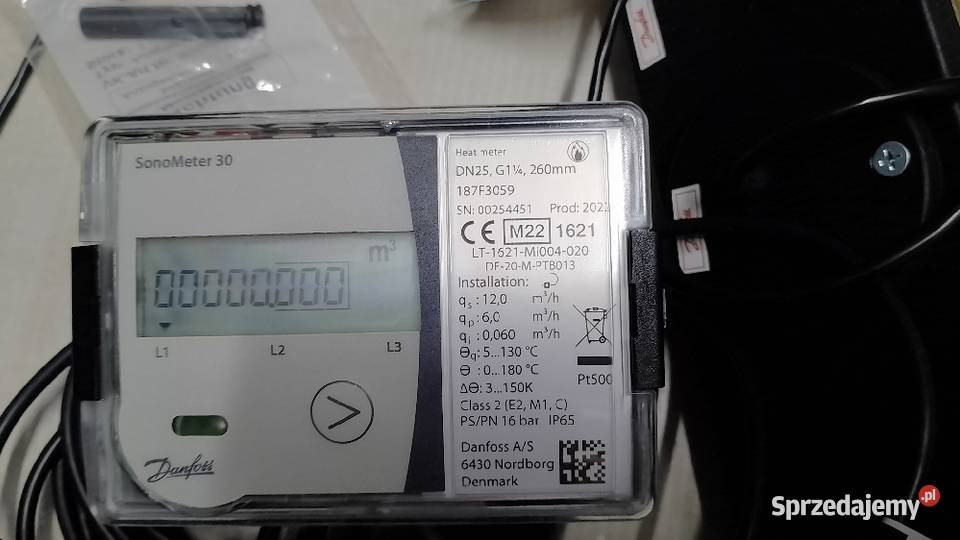 SonoMeter 30
m³
00000.000
L1 L2 L3
Danfoss
Heat meter
DN25, G1¼, 260mm
187F3059
SN: 00254451 Prod: 2022
CE M22 1621
LT-1621-MI004-020
DE-20-M-PTB013
Installation:
qs : 12,0 m³/h
qp : 6,0 m³/h
qi : 0,060 m³/h
Θq: 5...130 °C
Θ : 0...180 °C
ΔΘ: 3...150K
Pt500
Class 2 (E2, M1, C)
PS/PN 16 bar IP65
Danfoss A/S
6430 Nordborg
Denmark
Danfoss
Sprzedajemy.pl